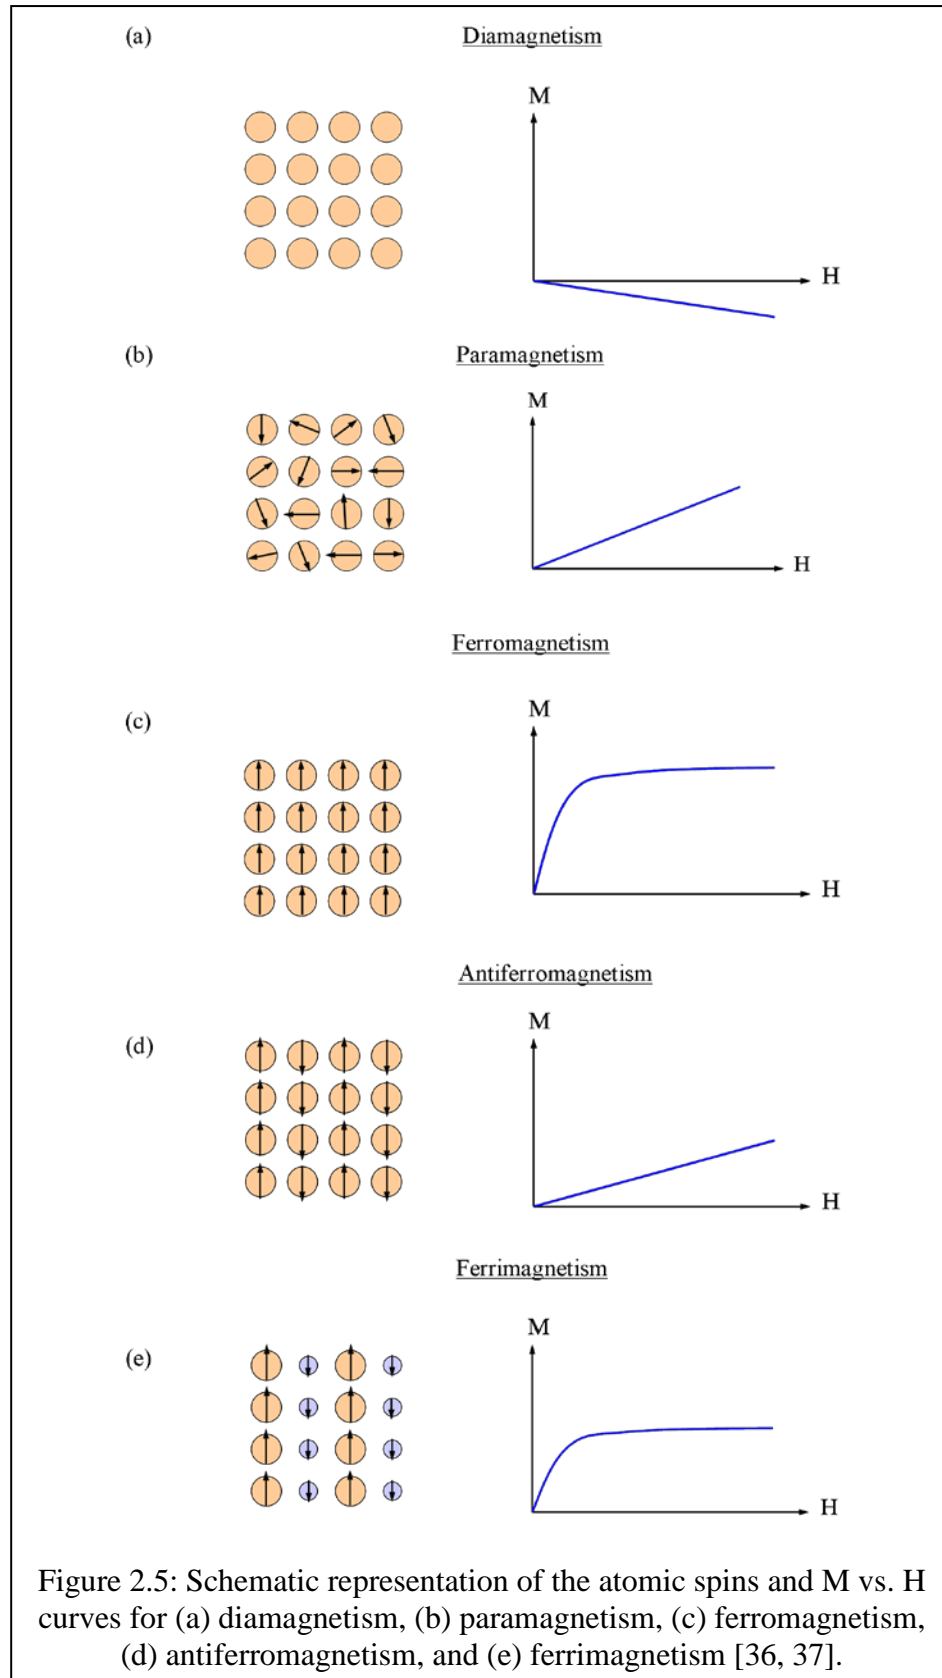 (a)
Diamagnetism
M
H
(b)
Paramagnetism
M
H
Ferromagnetism
(c)
M
H
Antiferromagnetism
(d)
M
H
Ferrimagnetism
(e)
M
H
Figure 2.5: Schematic representation of the atomic spins and M vs. H
curves for (a) diamagnetism, (b) paramagnetism, (c) ferromagnetism,
(d) antiferromagnetism, and (e) ferrimagnetism [36, 37].